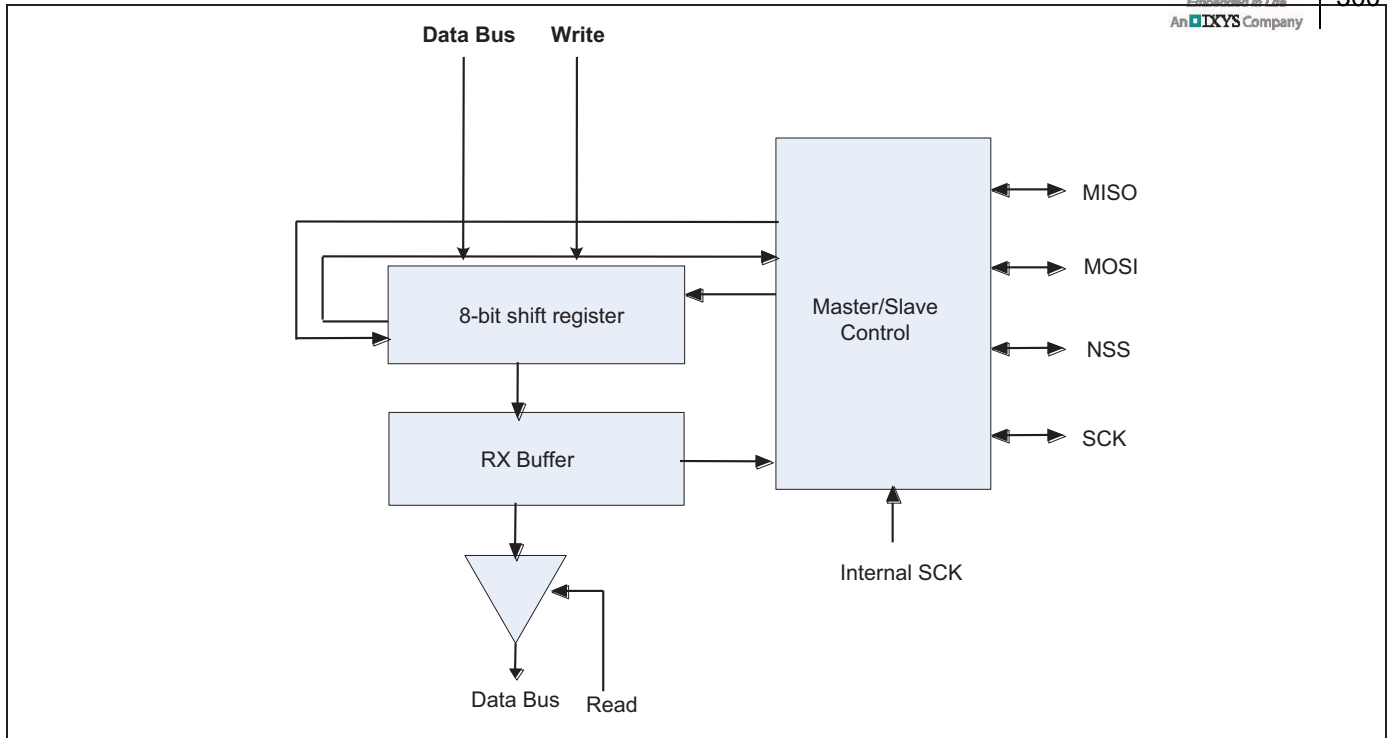 An IXYS Company
Data Bus Write
MISO
MOSI
8-bit shift register
Master/Slave
Control
NSS
SCK
RX Buffer
Internal SCK
Data Bus
Read